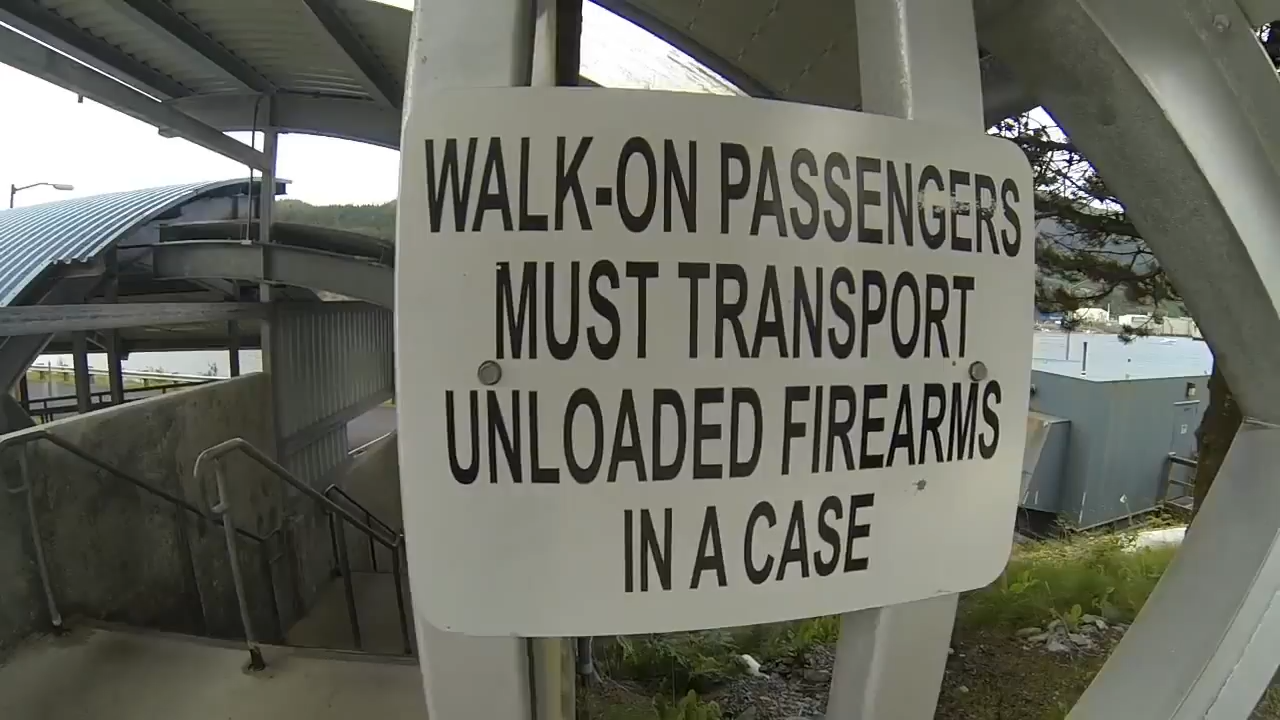 WALK-ON PASSENGERS
MUST TRANSPORT
UNLOADED FIREARMS
IN A CASE